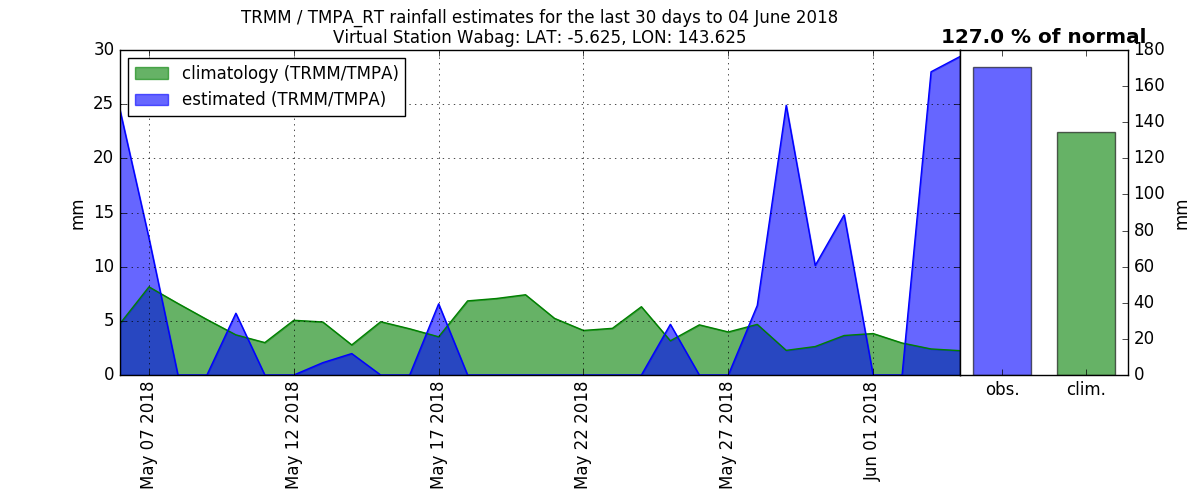 TRMM / TMPA_RT rainfall estimates for the last 30 days to 04 June 2018
Virtual Station Wabag: LAT: -5.625, LON: 143.625
127.0 % of normal
climatology (TRMM/TMPA)
estimated (TRMM/TMPA)
30
25
20
15
10
5
0
mm
May 07 2018
May 12 2018
May 17 2018
May 22 2018
May 27 2018
Jun 01 2018
180
160
140
120
100
80
60
40
20
0
mm
obs.
clim.